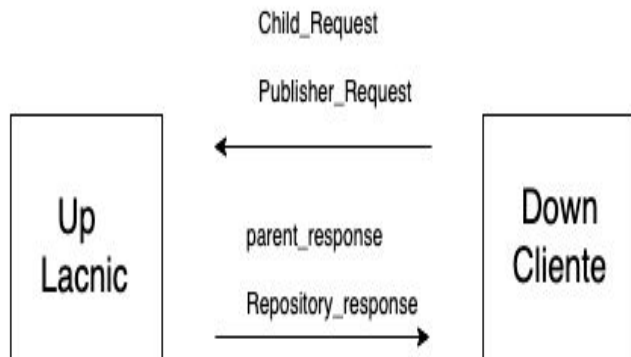 Child_Request
Publisher_Request
Up
Lacnic
parent_response
Repository_response
Down
Cliente